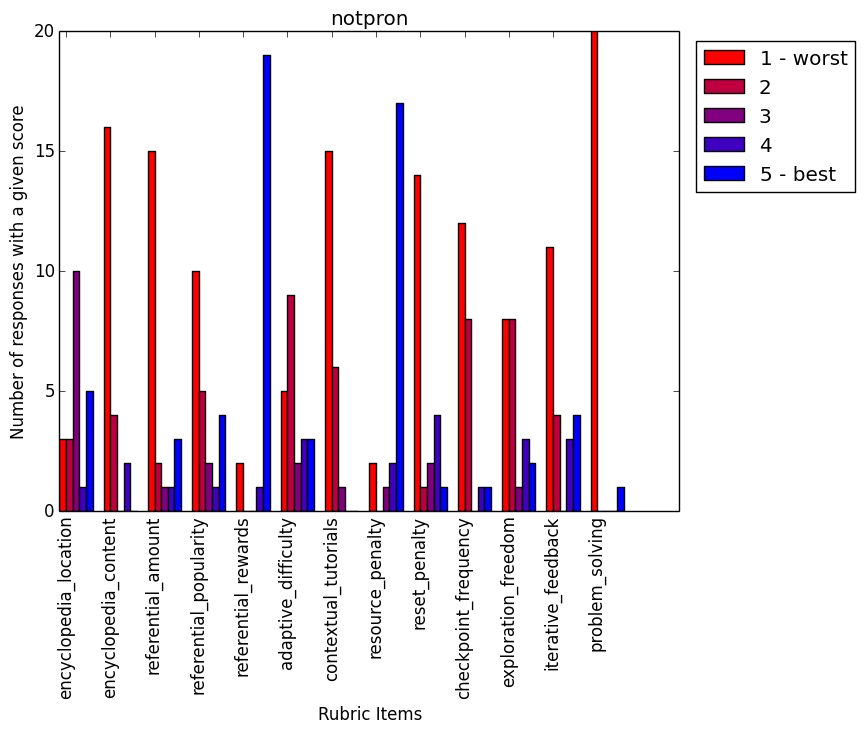 notpron
Number of responses with a given score
20
15
10
5
0
encyclopedia_location
encyclopedia_content
referential_amount
referential_popularity
referential_rewards
adaptive_difficulty
contextual_tutorials
resource_penalty
reset_penalty
checkpoint_frequency
exploration_freedom
iterative_feedback
problem_solving
Rubric Items
1 - worst
2
3
4
5 - best